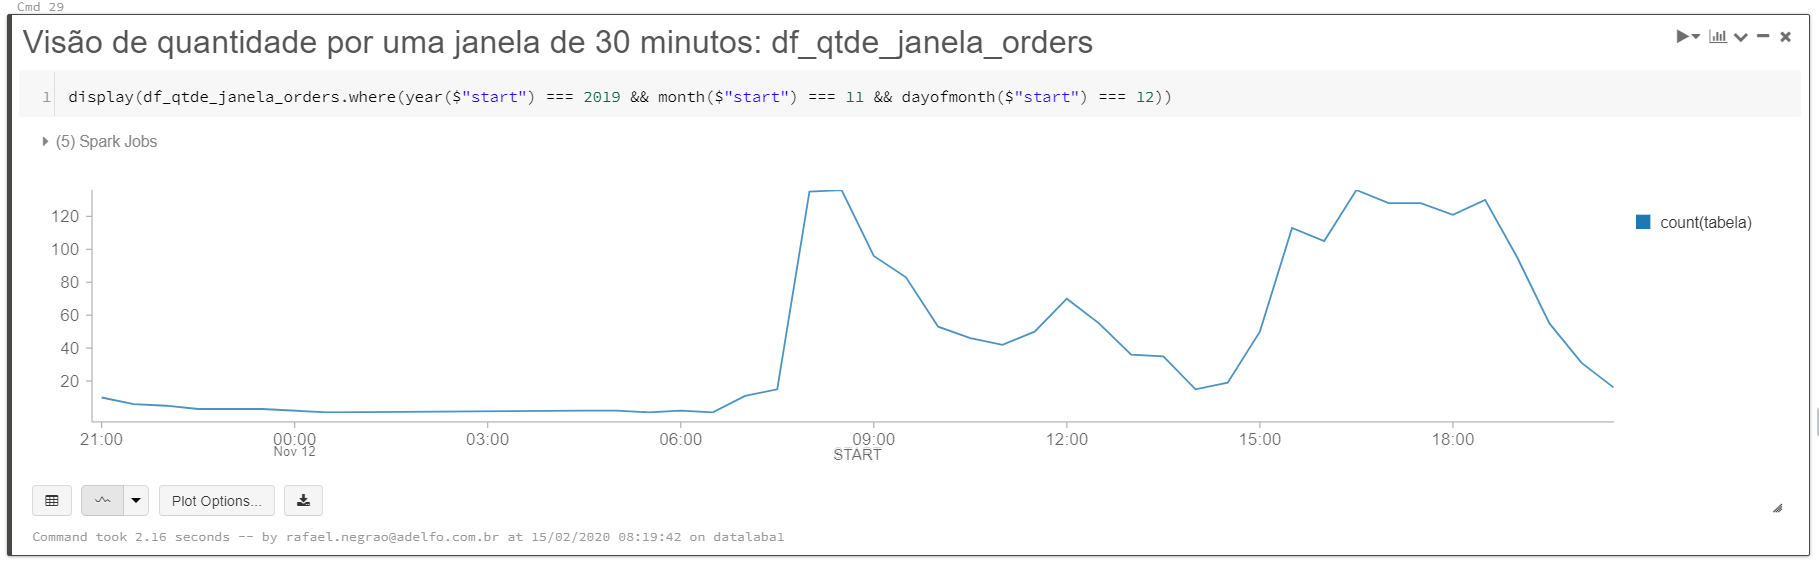 Cmd 29
Visão de quantidade por uma janela de 30 minutos: df_qtde_janela_orders
1 display(df_qtde_janela_orders.where(year($"start") === 2019 && month($"start") === 11 && dayofmonth($"start") === 12))
(5) Spark Jobs
120
100
80
60
40
20
count(tabela)
21:00 00:00 03:00 06:00 09:00 12:00 15:00 18:00
Nov 12
START
Plot Options...
Command took 2.16 seconds -- by rafael.negrao@adelfo.com.br at 15/02/2020 08:19:42 on datalaba1